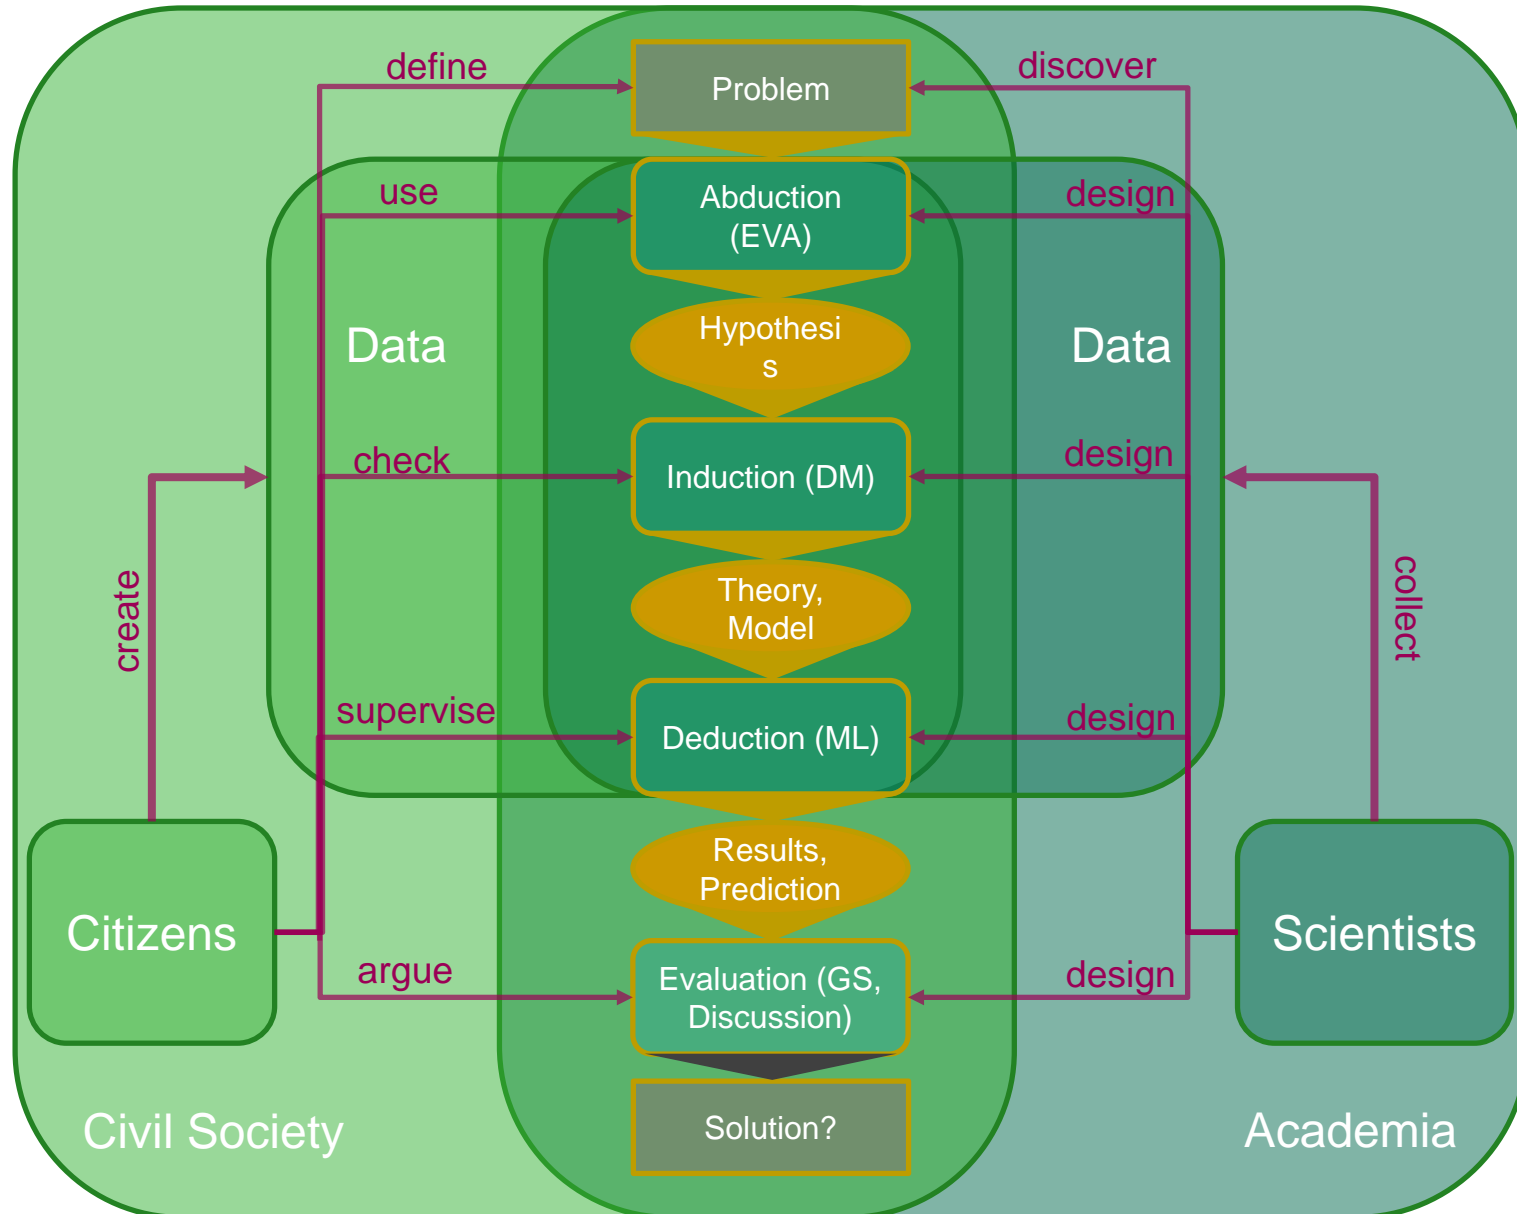 define
Problem
discover
use
Abduction
(EVA)
design
Data
Hypothesi
s
Data
check
Induction (DM)
design
create
Theory,
Model
collect
supervise
Deduction (ML)
design
Results,
Prediction
Citizens
Scientists
argue
Evaluation (GS,
Discussion)
design
Civil Society
Solution?
Academia